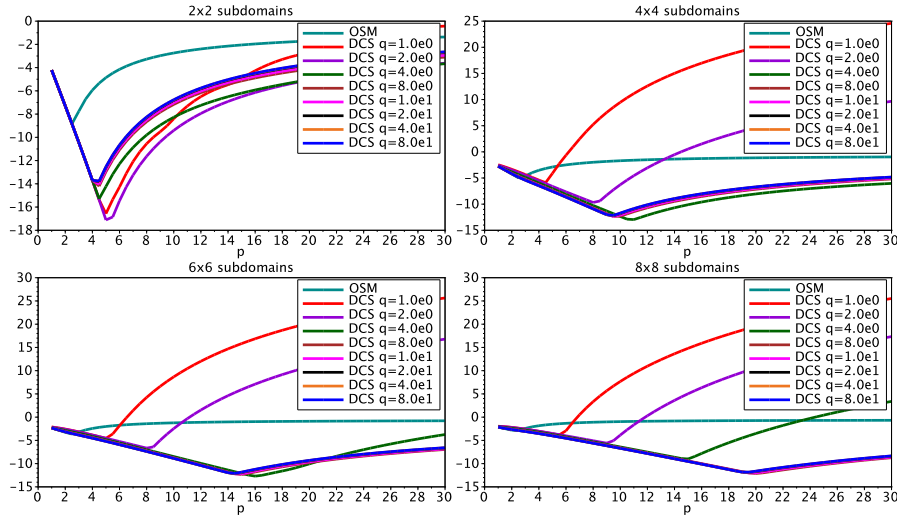 2x2 subdomains
0
−2
−4
−6
−8
−10
−12
−14
−16
−18
0 2 4 6 8 10 12 14 16 18 20 22 24 26 28 30
p
OSM
DCS q=1.0e0
DCS q=2.0e0
DCS q=4.0e0
DCS q=8.0e0
DCS q=1.0e1
DCS q=2.0e1
DCS q=4.0e1
DCS q=8.0e1
4x4 subdomains
25
20
15
10
5
0
−5
−10
−15
0 2 4 6 8 10 12 14 16 18 20 22 24 26 28 30
p
OSM
DCS q=1.0e0
DCS q=2.0e0
DCS q=4.0e0
DCS q=8.0e0
DCS q=1.0e1
DCS q=2.0e1
DCS q=4.0e1
DCS q=8.0e1
6x6 subdomains
30
25
20
15
10
5
0
−5
−10
−15
0 2 4 6 8 10 12 14 16 18 20 22 24 26 28 30
p
OSM
DCS q=1.0e0
DCS q=2.0e0
DCS q=4.0e0
DCS q=8.0e0
DCS q=1.0e1
DCS q=2.0e1
DCS q=4.0e1
DCS q=8.0e1
8x8 subdomains
30
25
20
15
10
5
0
−5
−10
−15
0 2 4 6 8 10 12 14 16 18 20 22 24 26 28 30
p
OSM
DCS q=1.0e0
DCS q=2.0e0
DCS q=4.0e0
DCS q=8.0e0
DCS q=1.0e1
DCS q=2.0e1
DCS q=4.0e1
DCS q=8.0e1